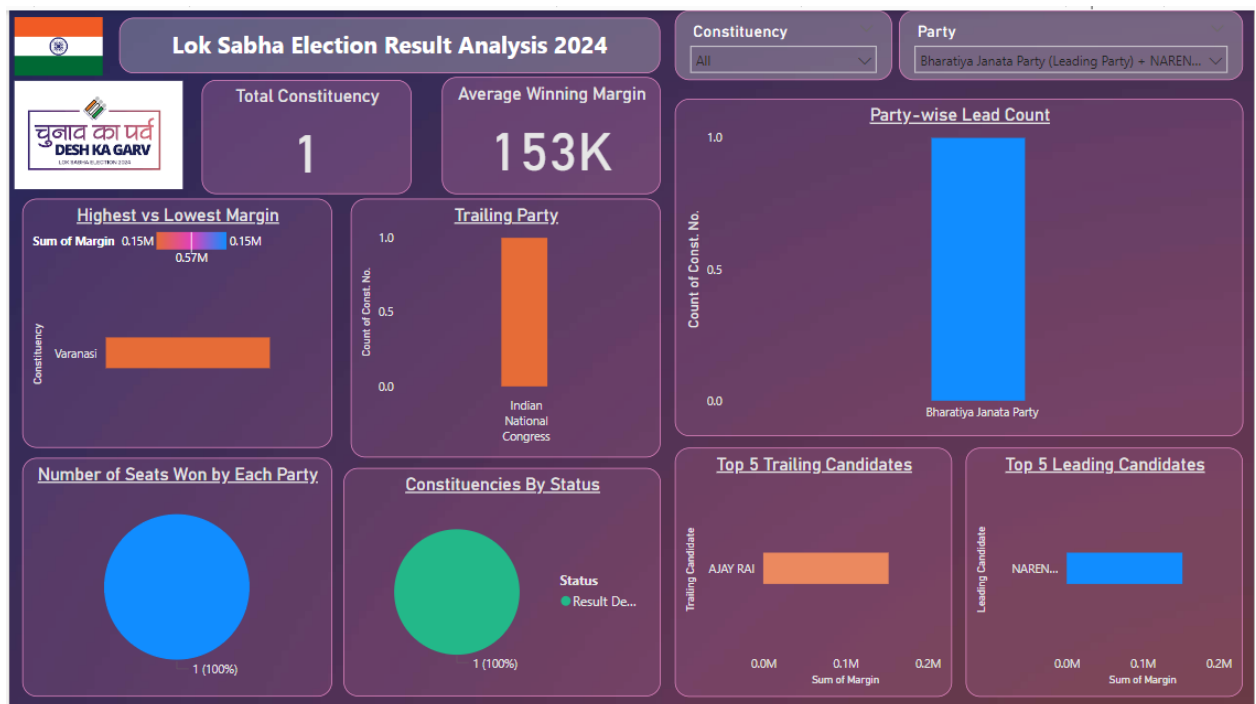 Lok Sabha Election Result Analysis 2024
Constituency
All
Party
Bharatiya Janata Party (Leading Party) + NAREN...
चुनाव का पर्व
DESH KA GARV
LOK SABHA ELECTION 2024
Total Constituency
1
Average Winning Margin
153K
Party-wise Lead Count
1.0
0.5
0.0
Count of Const. No.
Bharatiya Janata Party
Highest vs Lowest Margin
Sum of Margin 0.15M 0.15M
0.57M
Constituency
Varanasi
Trailing Party
1.0
0.5
0.0
Count of Const. No.
Indian
National
Congress
Number of Seats Won by Each Party
1 (100%)
Constituencies By Status
Status
Result De...
1 (100%)
Top 5 Trailing Candidates
Trailing Candidate
AJAY RAI
0.0M 0.1M 0.2M
Sum of Margin
Top 5 Leading Candidates
Leading Candidate
NAREN...
0.0M 0.1M 0.2M
Sum of Margin